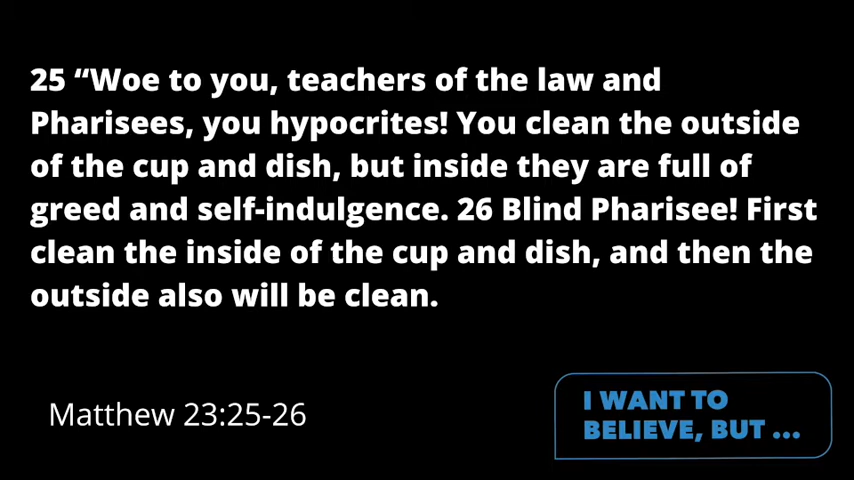 25 “Woe to you, teachers of the law and
Pharisees, you hypocrites! You clean the outside
of the cup and dish, but inside they are full of
greed and self-indulgence. 26 Blind Pharisee! First
clean the inside of the cup and dish, and then the
outside also will be clean.
Matthew 23:25-26
I WANT TO
BELIEVE, BUT ...